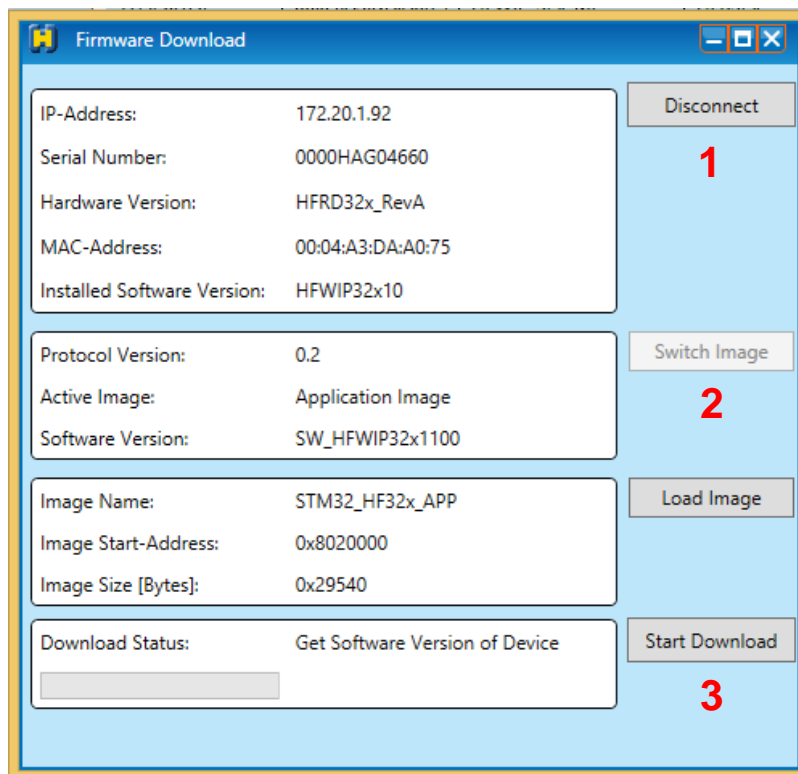 Firmware Download
IP-Address: 172.20.1.92
Disconnect
1
Serial Number: 0000HAG04660
Hardware Version: HFRD32x_RevA
MAC-Address: 00:04:A3:DA:A0:75
Installed Software Version: HFWIP32x10
Protocol Version: 0.2
Switch Image
2
Active Image: Application Image
Software Version: SW_HFWIP32x1100
Image Name: STM32_HF32x_APP
Load Image
Image Start-Address: 0x8020000
Image Size [Bytes]: 0x29540
Download Status: Get Software Version of Device
Start Download
3